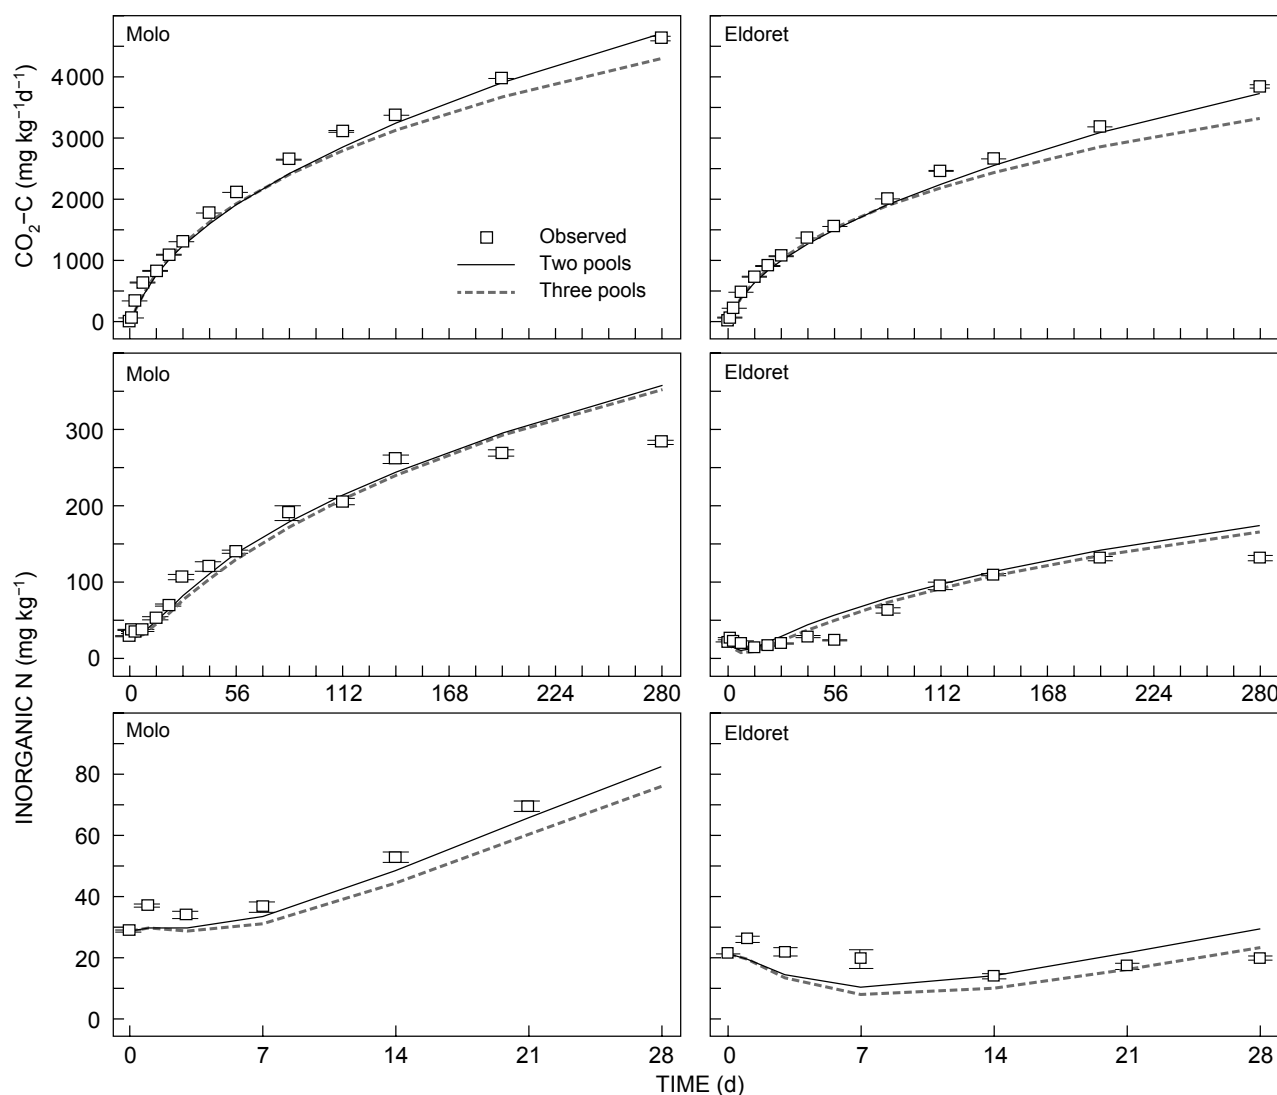 Molo
Eldoret
CO₂–C (mg kg⁻¹d⁻¹)
4000
3000
2000
1000
0
Observed
Two pools
Three pools
Molo
Eldoret
INORGANIC N (mg kg⁻¹)
300
200
100
0
0 56 112 168 224 280
0 56 112 168 224 280
Molo
Eldoret
80
60
40
20
0
0 7 14 21 28
0 7 14 21 28
TIME (d)